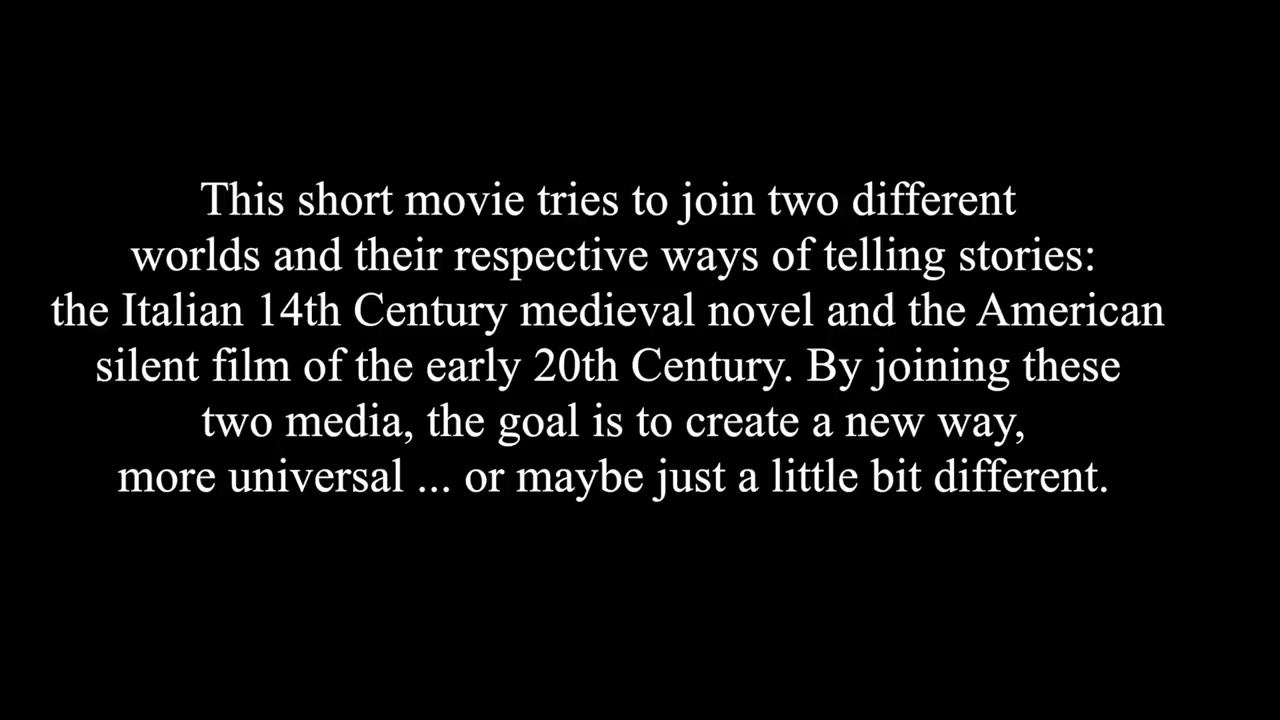 This short movie tries to join two different
worlds and their respective ways of telling stories:
the Italian 14th Century medieval novel and the American
silent film of the early 20th Century. By joining these
two media, the goal is to create a new way,
more universal ... or maybe just a little bit different.